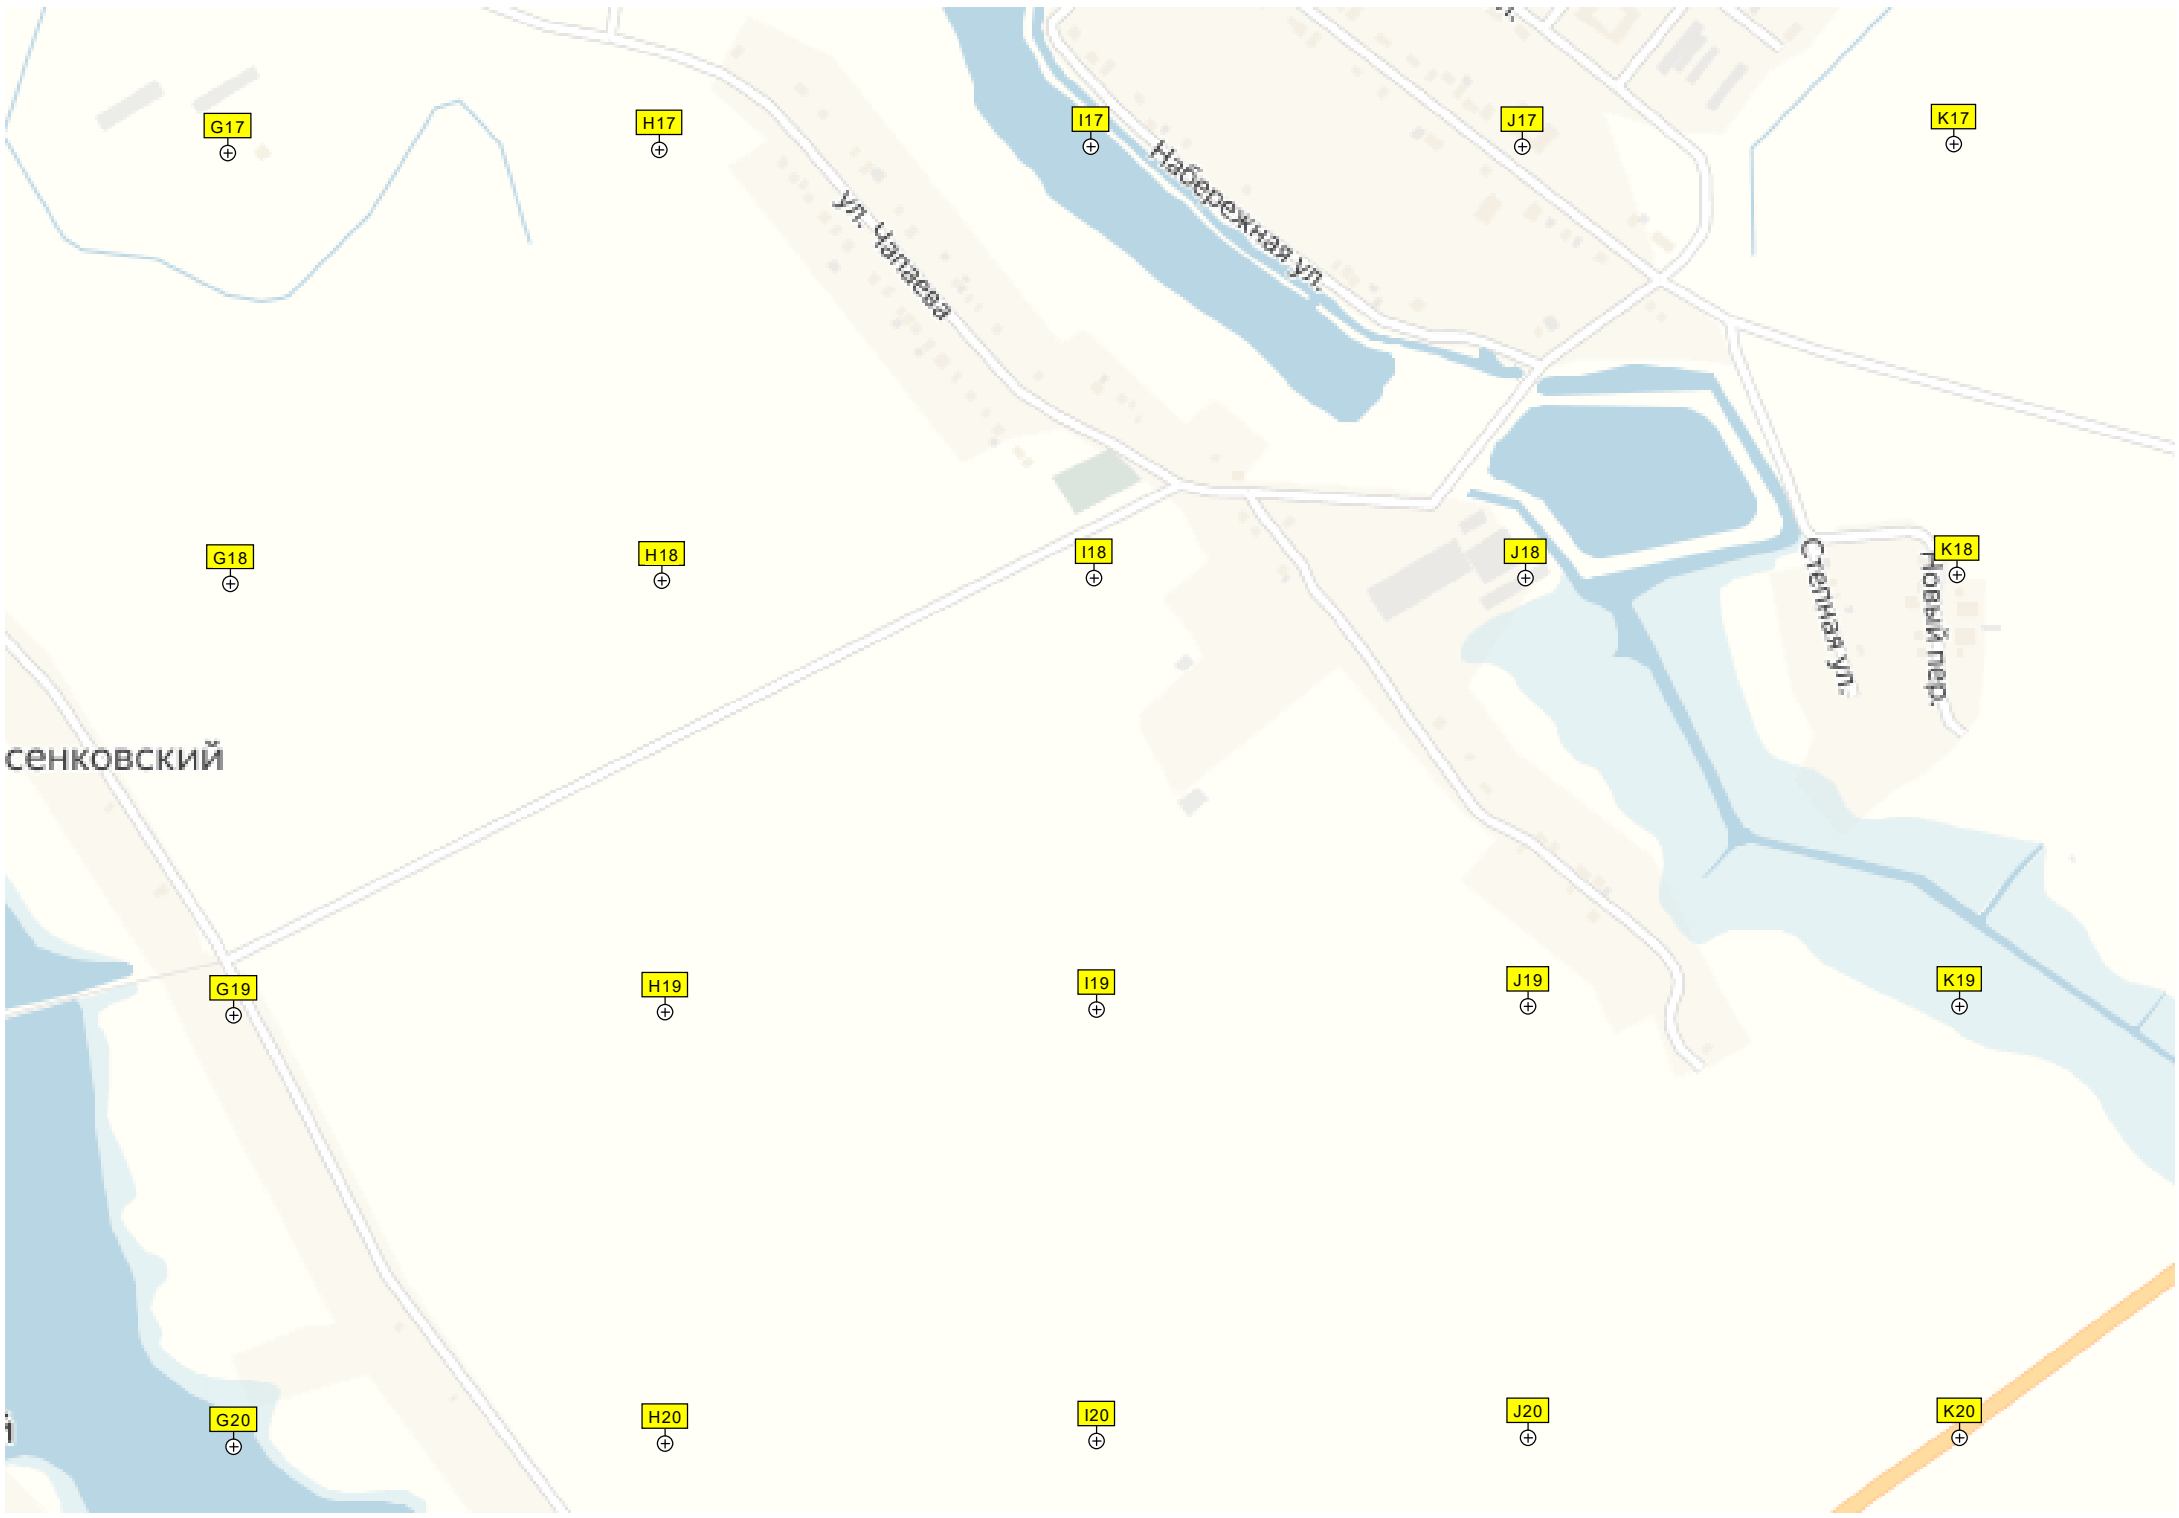 G17
H17
I17
J17
K17
ул. Чапаева
Набережная ул.
G18
H18
I18
J18
K18
Степная ул.
Новый пер.
сенковский
G19
H19
I19
J19
K19
G20
H20
I20
J20
K20
й